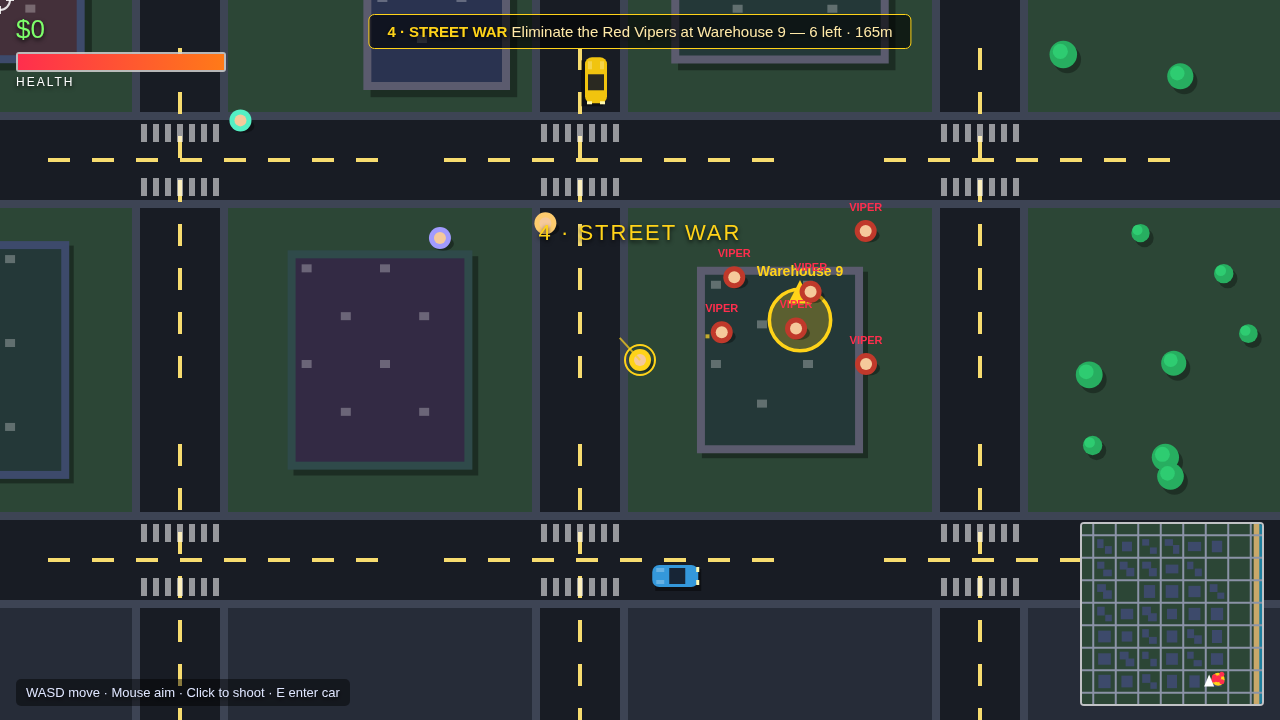 $0
HEALTH
4 · STREET WAR Eliminate the Red Vipers at Warehouse 9 — 6 left · 165m
VIPER
4 · STREET WAR
VIPER
VIPER
Warehouse 9
VIPER
VIPER
VIPER
WASD move · Mouse aim · Click to shoot · E enter car